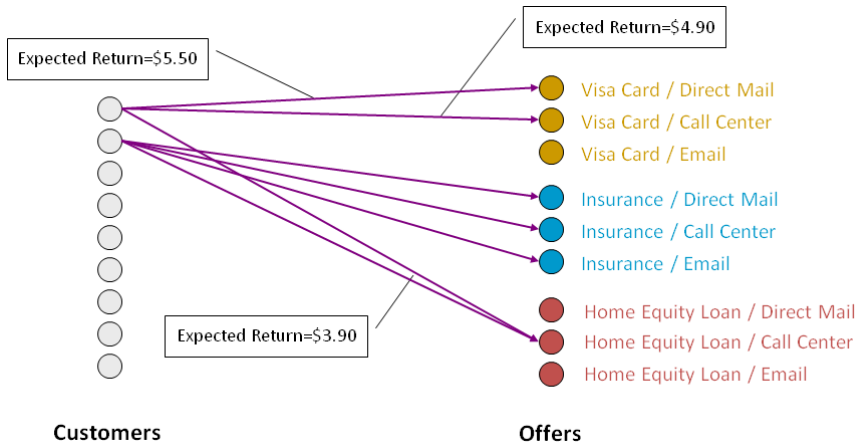 Expected Return=$4.90
Expected Return=$5.50
Visa Card / Direct Mail
Visa Card / Call Center
Visa Card / Email
Insurance / Direct Mail
Insurance / Call Center
Insurance / Email
Home Equity Loan / Direct Mail
Home Equity Loan / Call Center
Home Equity Loan / Email
Expected Return=$3.90
Customers
Offers